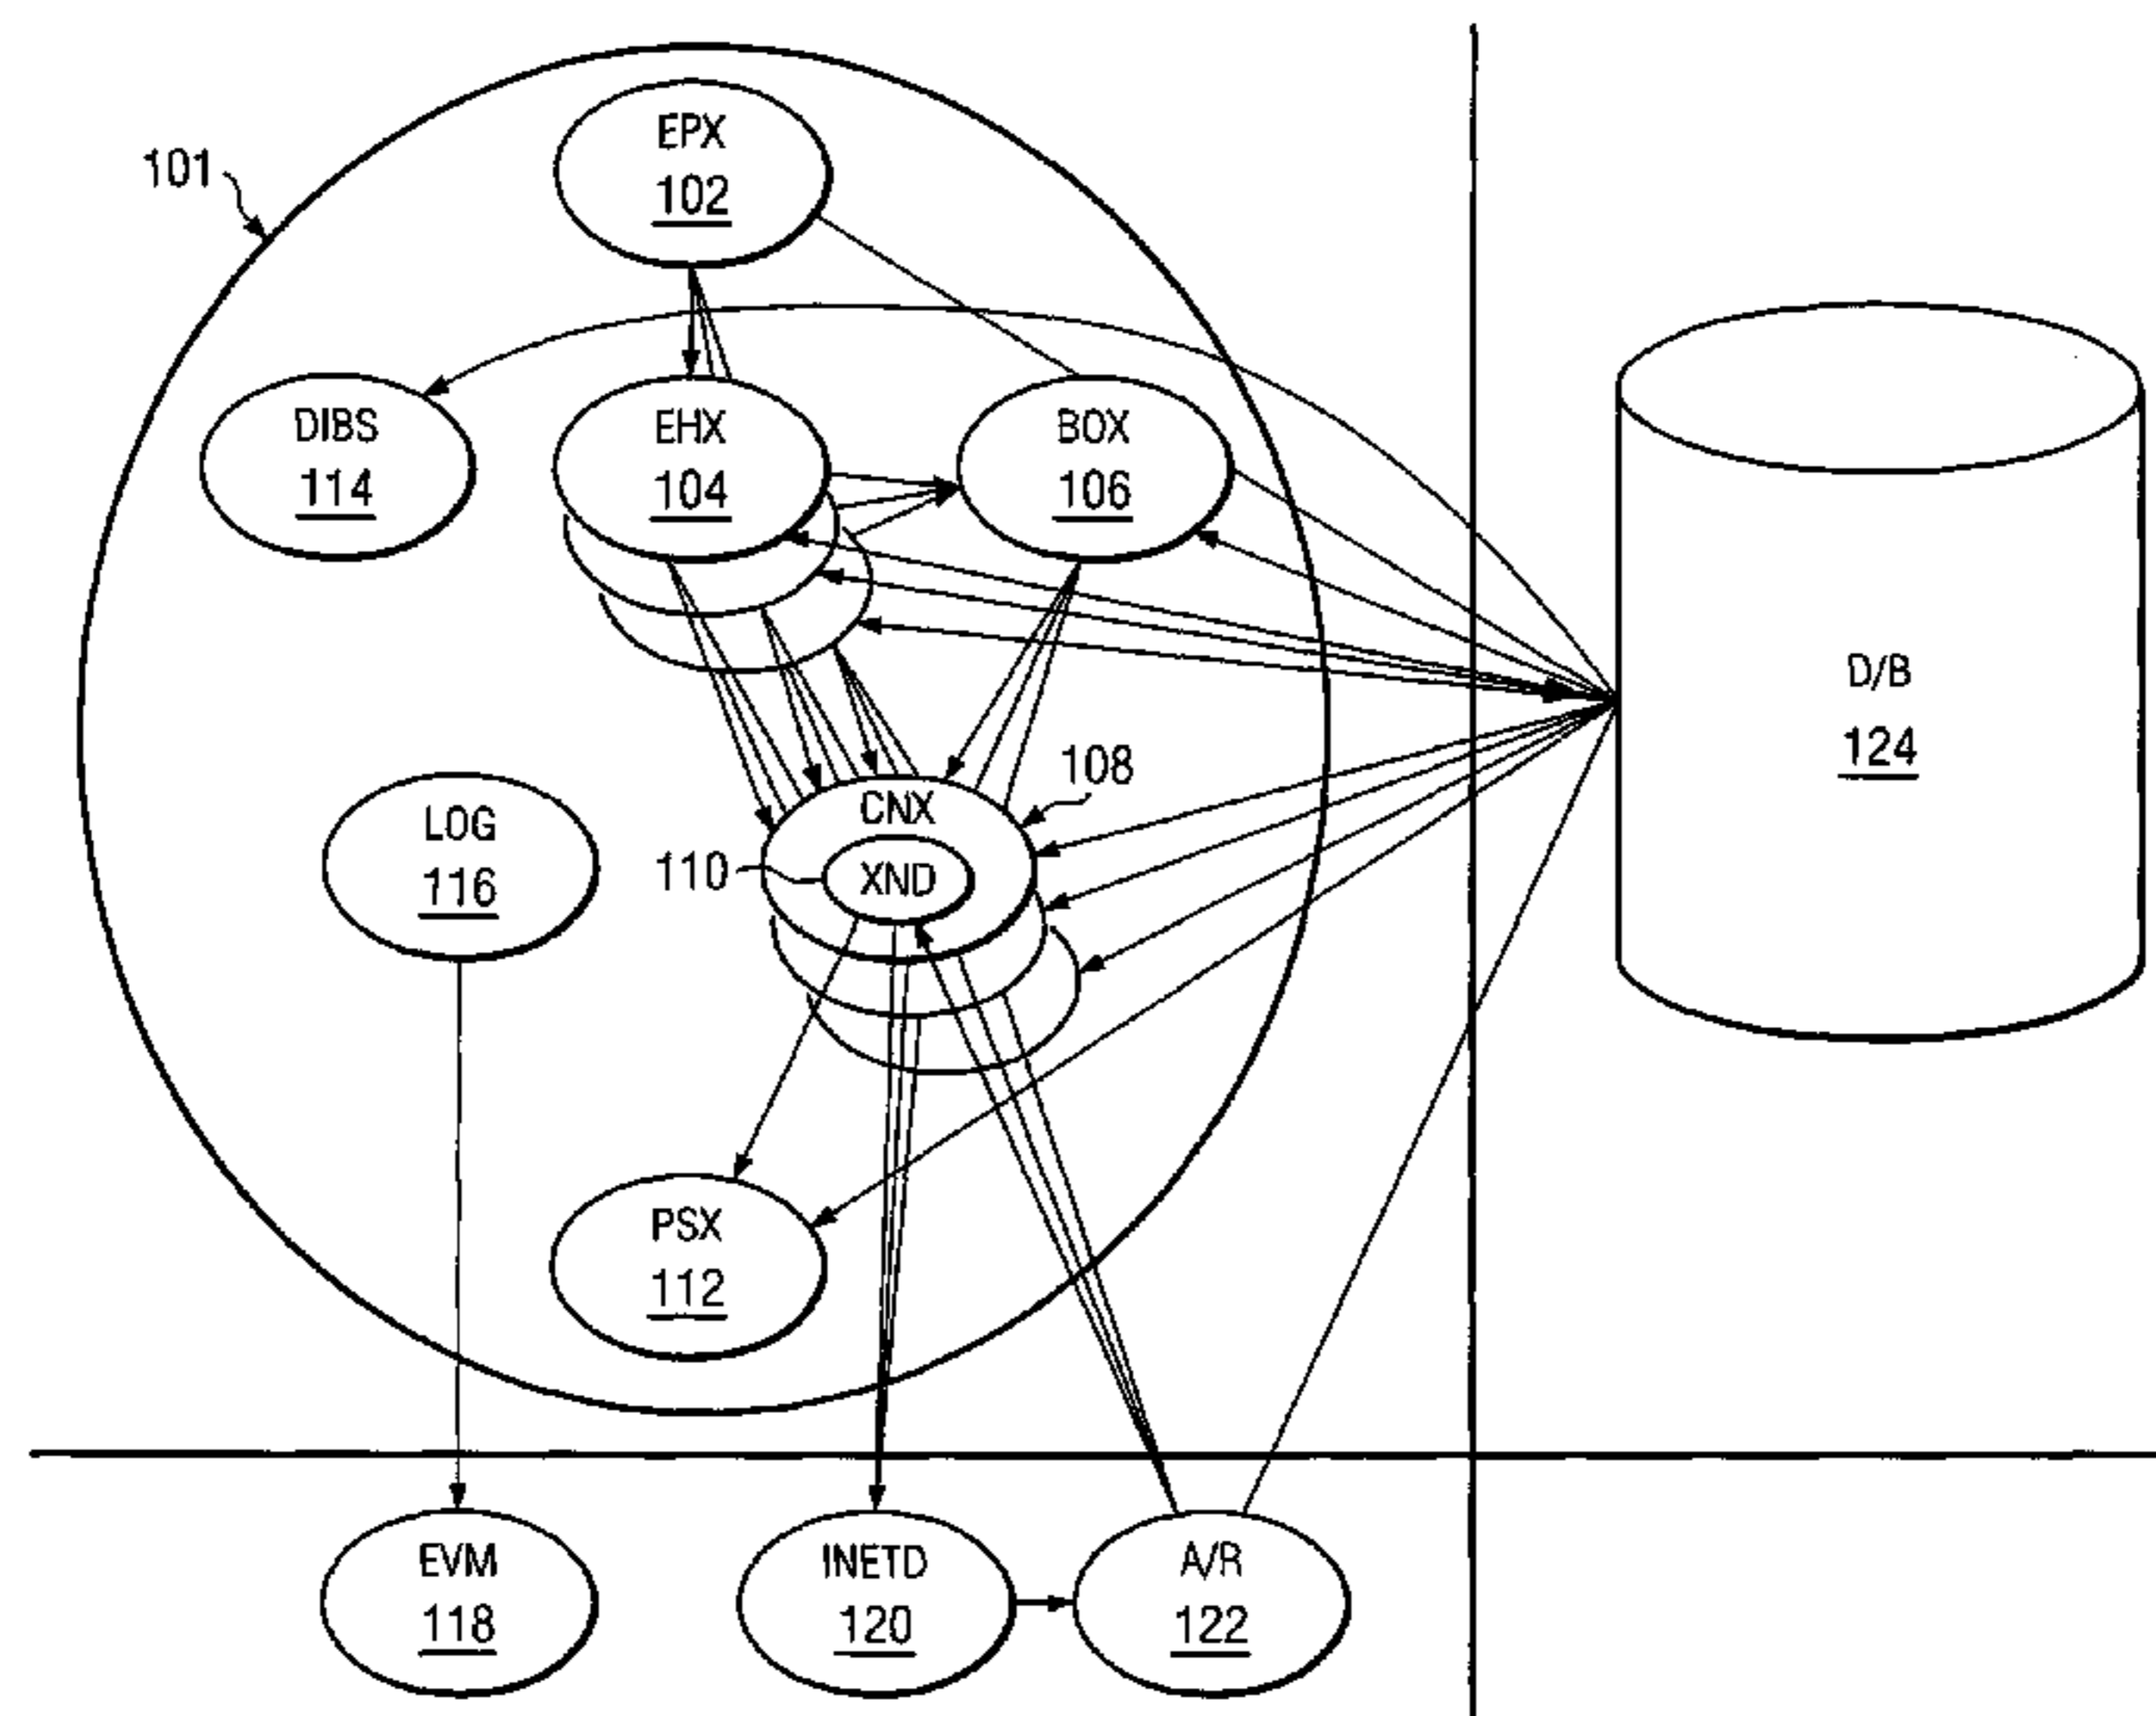 101
EPX
102
DIBS
114
EHX
104
BOX
106
D/B
124
108
LOG
116
CNX
110
XND
PSX
112
EVM
118
INETD
120
A/R
122